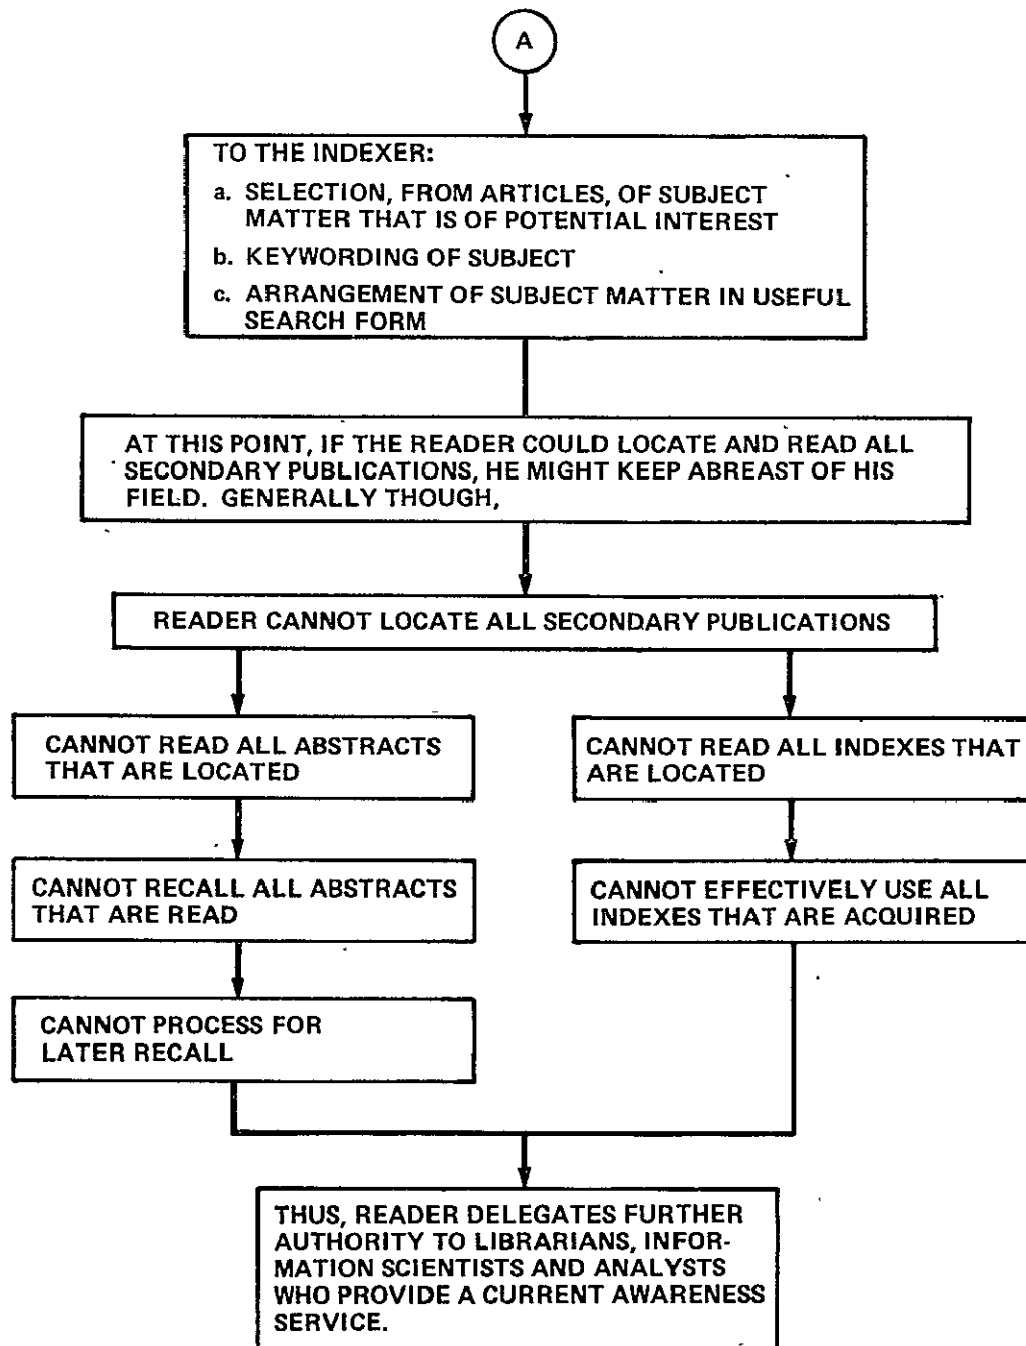 A
TO THE INDEXER:
a. SELECTION, FROM ARTICLES, OF SUBJECT
MATTER THAT IS OF POTENTIAL INTEREST
b. KEYWORDING OF SUBJECT
c. ARRANGEMENT OF SUBJECT MATTER IN USEFUL
SEARCH FORM
AT THIS POINT, IF THE READER COULD LOCATE AND READ ALL
SECONDARY PUBLICATIONS, HE MIGHT KEEP ABREAST OF HIS
FIELD. GENERALLY THOUGH,
READER CANNOT LOCATE ALL SECONDARY PUBLICATIONS
CANNOT READ ALL ABSTRACTS
THAT ARE LOCATED
CANNOT RECALL ALL ABSTRACTS
THAT ARE READ
CANNOT PROCESS FOR
LATER RECALL
CANNOT READ ALL INDEXES THAT
ARE LOCATED
CANNOT EFFECTIVELY USE ALL
INDEXES THAT ARE ACQUIRED
THUS, READER DELEGATES FURTHER
AUTHORITY TO LIBRARIANS, INFOR-
MATION SCIENTISTS AND ANALYSTS
WHO PROVIDE A CURRENT AWARENESS
SERVICE.